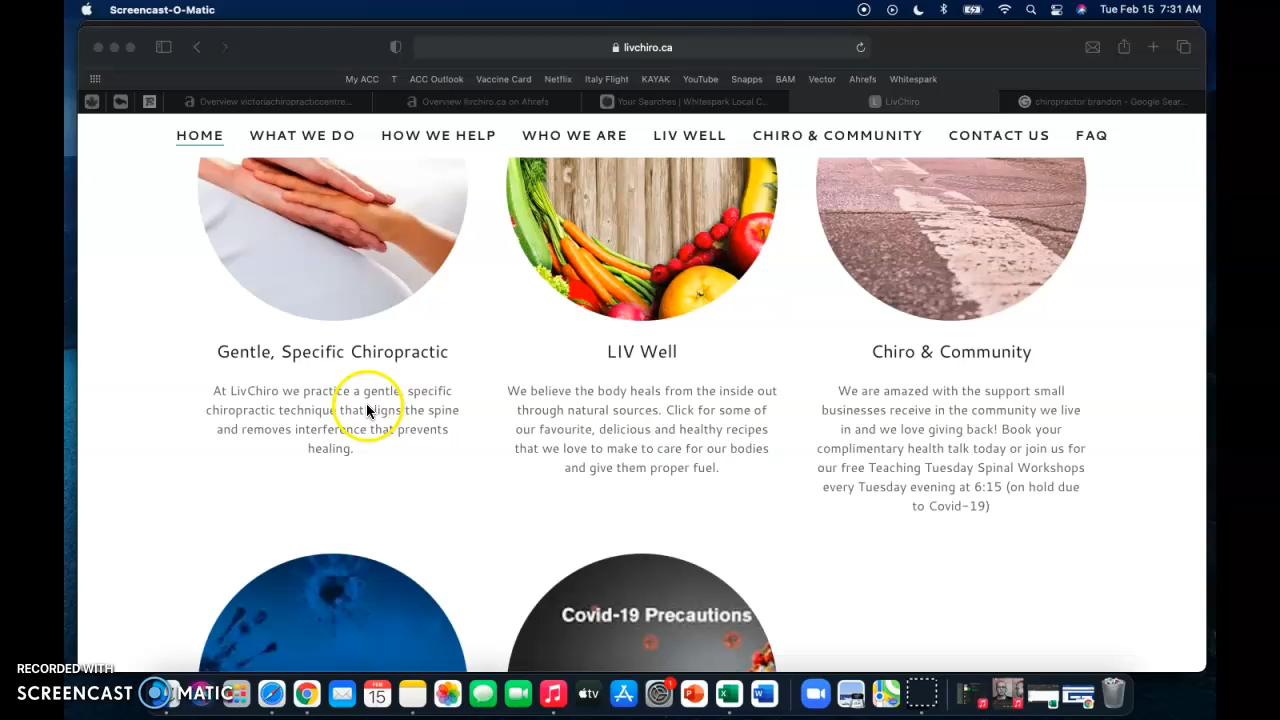 Screencast-O-Matic
Tue Feb 15 7:31 AM
livchiro.ca
My ACC T ACC Outlook Vaccine Card Netflix Italy Flight KAYAK YouTube Snapps BAM Vector Ahrefs Whitespark
Overview victoriachiropracticcentre... Overview livchiro.ca on Ahrefs Your Searches | Whitespark Local C... LivChiro chiropractor brandon - Google Sear...
HOME WHAT WE DO HOW WE HELP WHO WE ARE LIV WELL CHIRO & COMMUNITY CONTACT US FAQ
Gentle, Specific Chiropractic
At LivChiro we practice a gentle, specific
chiropractic technique that aligns the spine
and removes interference that prevents
healing.
LIV Well
We believe the body heals from the inside out
through natural sources. Click for some of
our favourite, delicious and healthy recipes
that we love to make to care for our bodies
and give them proper fuel.
Chiro & Community
We are amazed with the support small
businesses receive in the community we live
in and we love giving back! Book your
complimentary health talk today or join us for
our free Teaching Tuesday Spinal Workshops
every Tuesday evening at 6:15 (on hold due
to Covid-19)
Covid-19 Precautions
RECORDED WITH
SCREENCAST-O-MATIC
FEB
15
tv
1